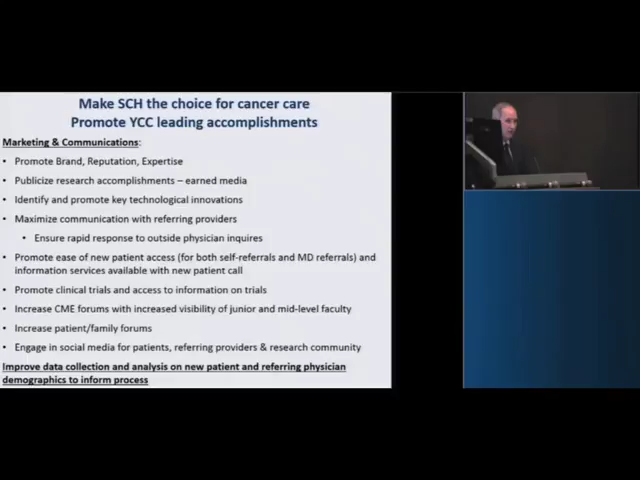 Make SCH the choice for cancer care
Promote YCC leading accomplishments
Marketing & Communications:
• Promote Brand, Reputation, Expertise
• Publicize research accomplishments – earned media
• Identify and promote key technological innovations
• Maximize communication with referring providers
• Ensure rapid response to outside physician inquires
• Promote ease of new patient access (for both self-referrals and MD referrals) and
information services available with new patient call
• Promote clinical trials and access to information on trials
• Increase CME forums with increased visibility of junior and mid-level faculty
• Increase patient/family forums
• Engage in social media for patients, referring providers & research community
Improve data collection and analysis on new patient and referring physician
demographics to inform process